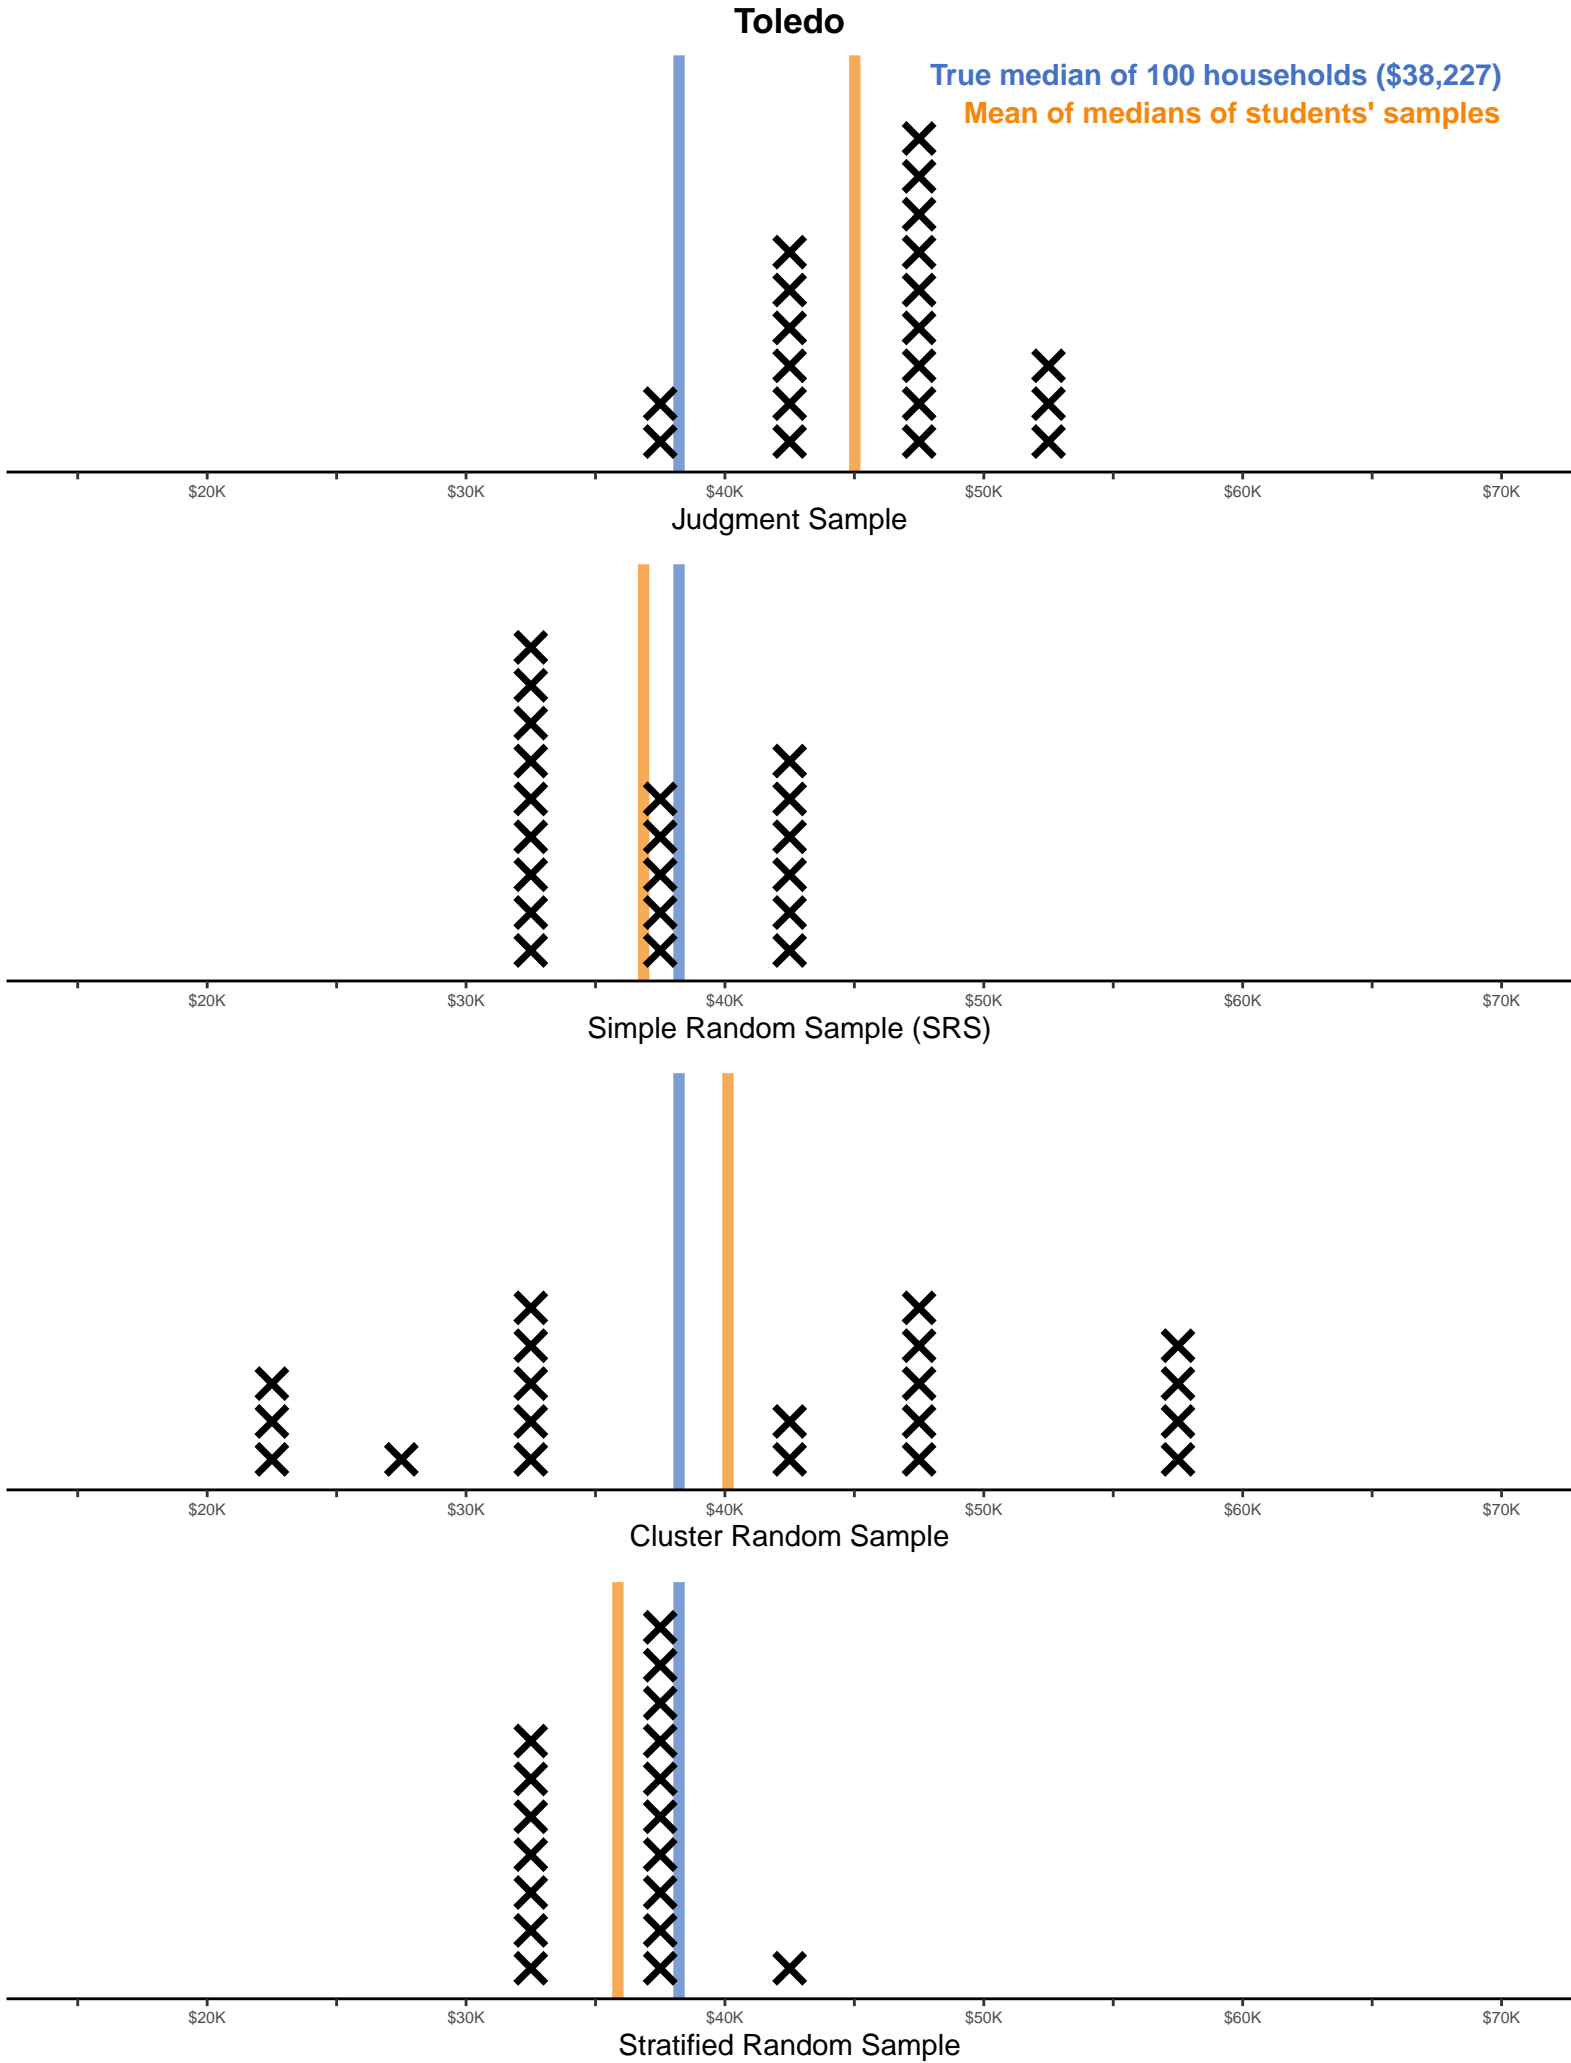 Toledo
True median of 100 households ($38,227)
Mean of medians of students' samples
$20K $30K $40K $50K $60K $70K
Judgment Sample
$20K $30K $40K $50K $60K $70K
Simple Random Sample (SRS)
$20K $30K $40K $50K $60K $70K
Cluster Random Sample
$20K $30K $40K $50K $60K $70K
Stratified Random Sample